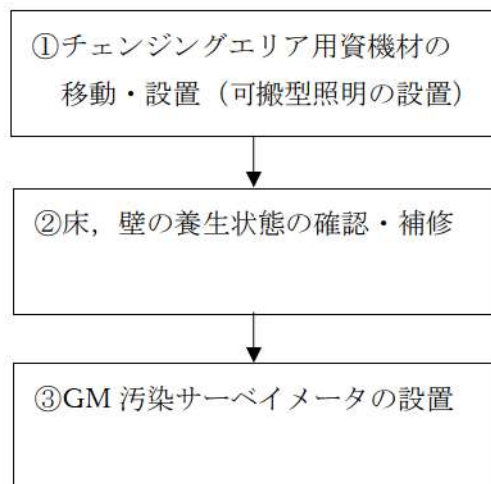 ①チェンジングエリア用資機材の
移動・設置（可搬型照明の設置）
②床，壁の養生状態の確認・補修
③GM 汚染サーベイメータの設置